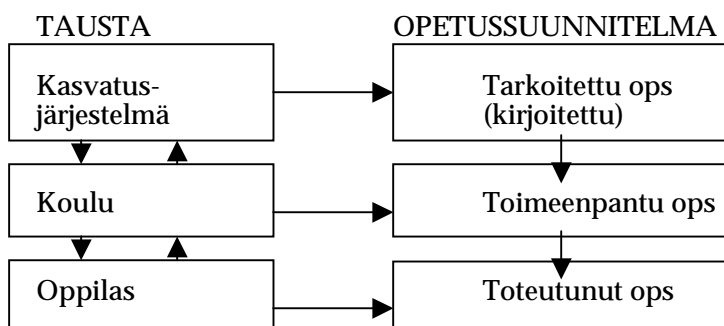 TAUSTA OPETUSSUUNNITELMA
Kasvatus-
järjestelmä
Tarkoitettu ops
(kirjoitettu)
Koulu
Toimeenpantu ops
Oppilas
Toteutunut ops